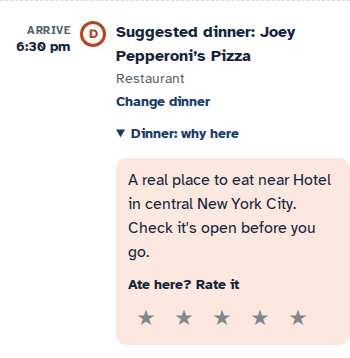 ARRIVE
6:30 pm
D
Suggested dinner: Joey
Pepperoni's Pizza
Restaurant
Change dinner
▼ Dinner: why here
A real place to eat near Hotel
in central New York City.
Check it's open before you
go.
Ate here? Rate it
★ ★ ★ ★ ★